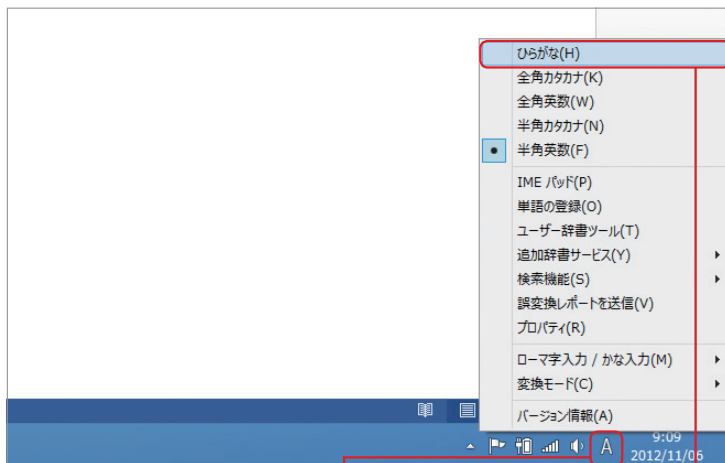 ひらがな(H)
全角カタカナ(K)
全角英数(W)
半角カタカナ(N)
半角英数(F)
IME パッド(P)
単語の登録(O)
ユーザー辞書ツール(T)
追加辞書サービス(Y)
検索機能(S)
誤変換レポートを送信(V)
プロパティ(R)
ローマ字入力 / かな入力(M)
変換モード(C)
バージョン情報(A)
A
9:09
2012/11/06